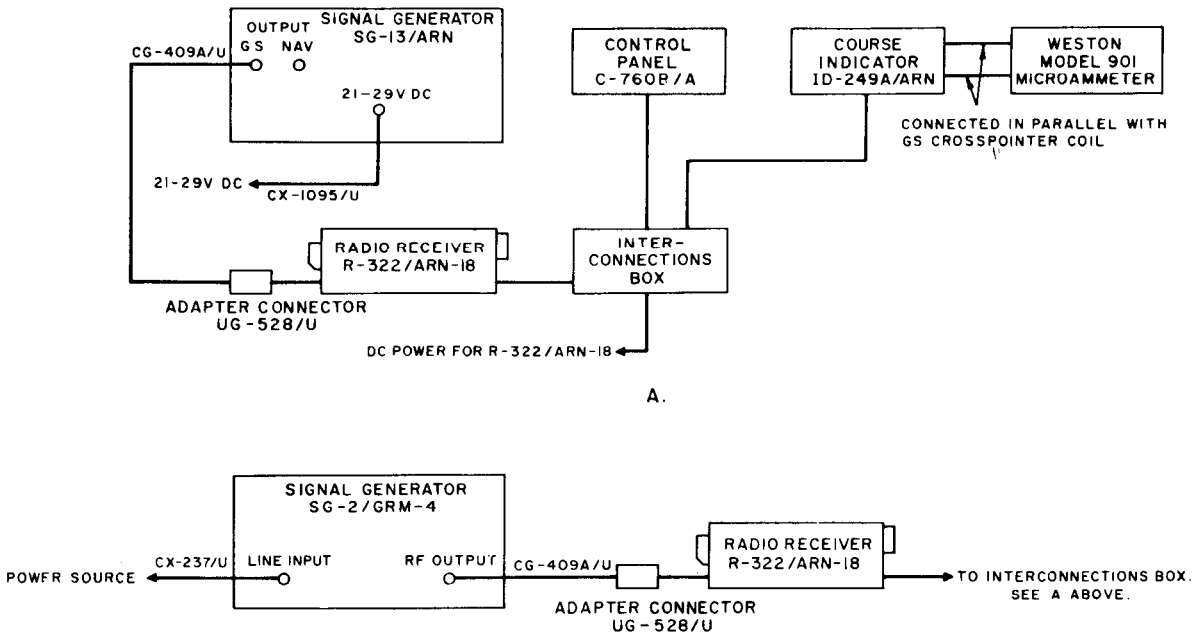 SIGNAL GENERATOR
SG-13/ARN
OUTPUT
GS NAV
21-29V DC
CG-409A/U
21-29V DC
CX-1095/U
CONTROL
PANEL
C-760B/A
COURSE
INDICATOR
ID-249A/ARN
WESTON
MODEL 901
MICROAMMETER
CONNECTED IN PARALLEL WITH
GS CROSSPOINTER COIL
RADIO RECEIVER
R-322/ARN-18
INTER-
CONNECTIONS
BOX
ADAPTER CONNECTOR
UG-528/U
DC POWER FOR R-322/ARN-18
A.
SIGNAL GENERATOR
SG-2/GRM-4
LINE INPUT
RF OUTPUT
CX-237/U
POWER SOURCE
CG-409A/U
RADIO RECEIVER
R-322/ARN-18
ADAPTER CONNECTOR
UG-528/U
TO INTERCONNECTIONS BOX.
SEE A ABOVE.